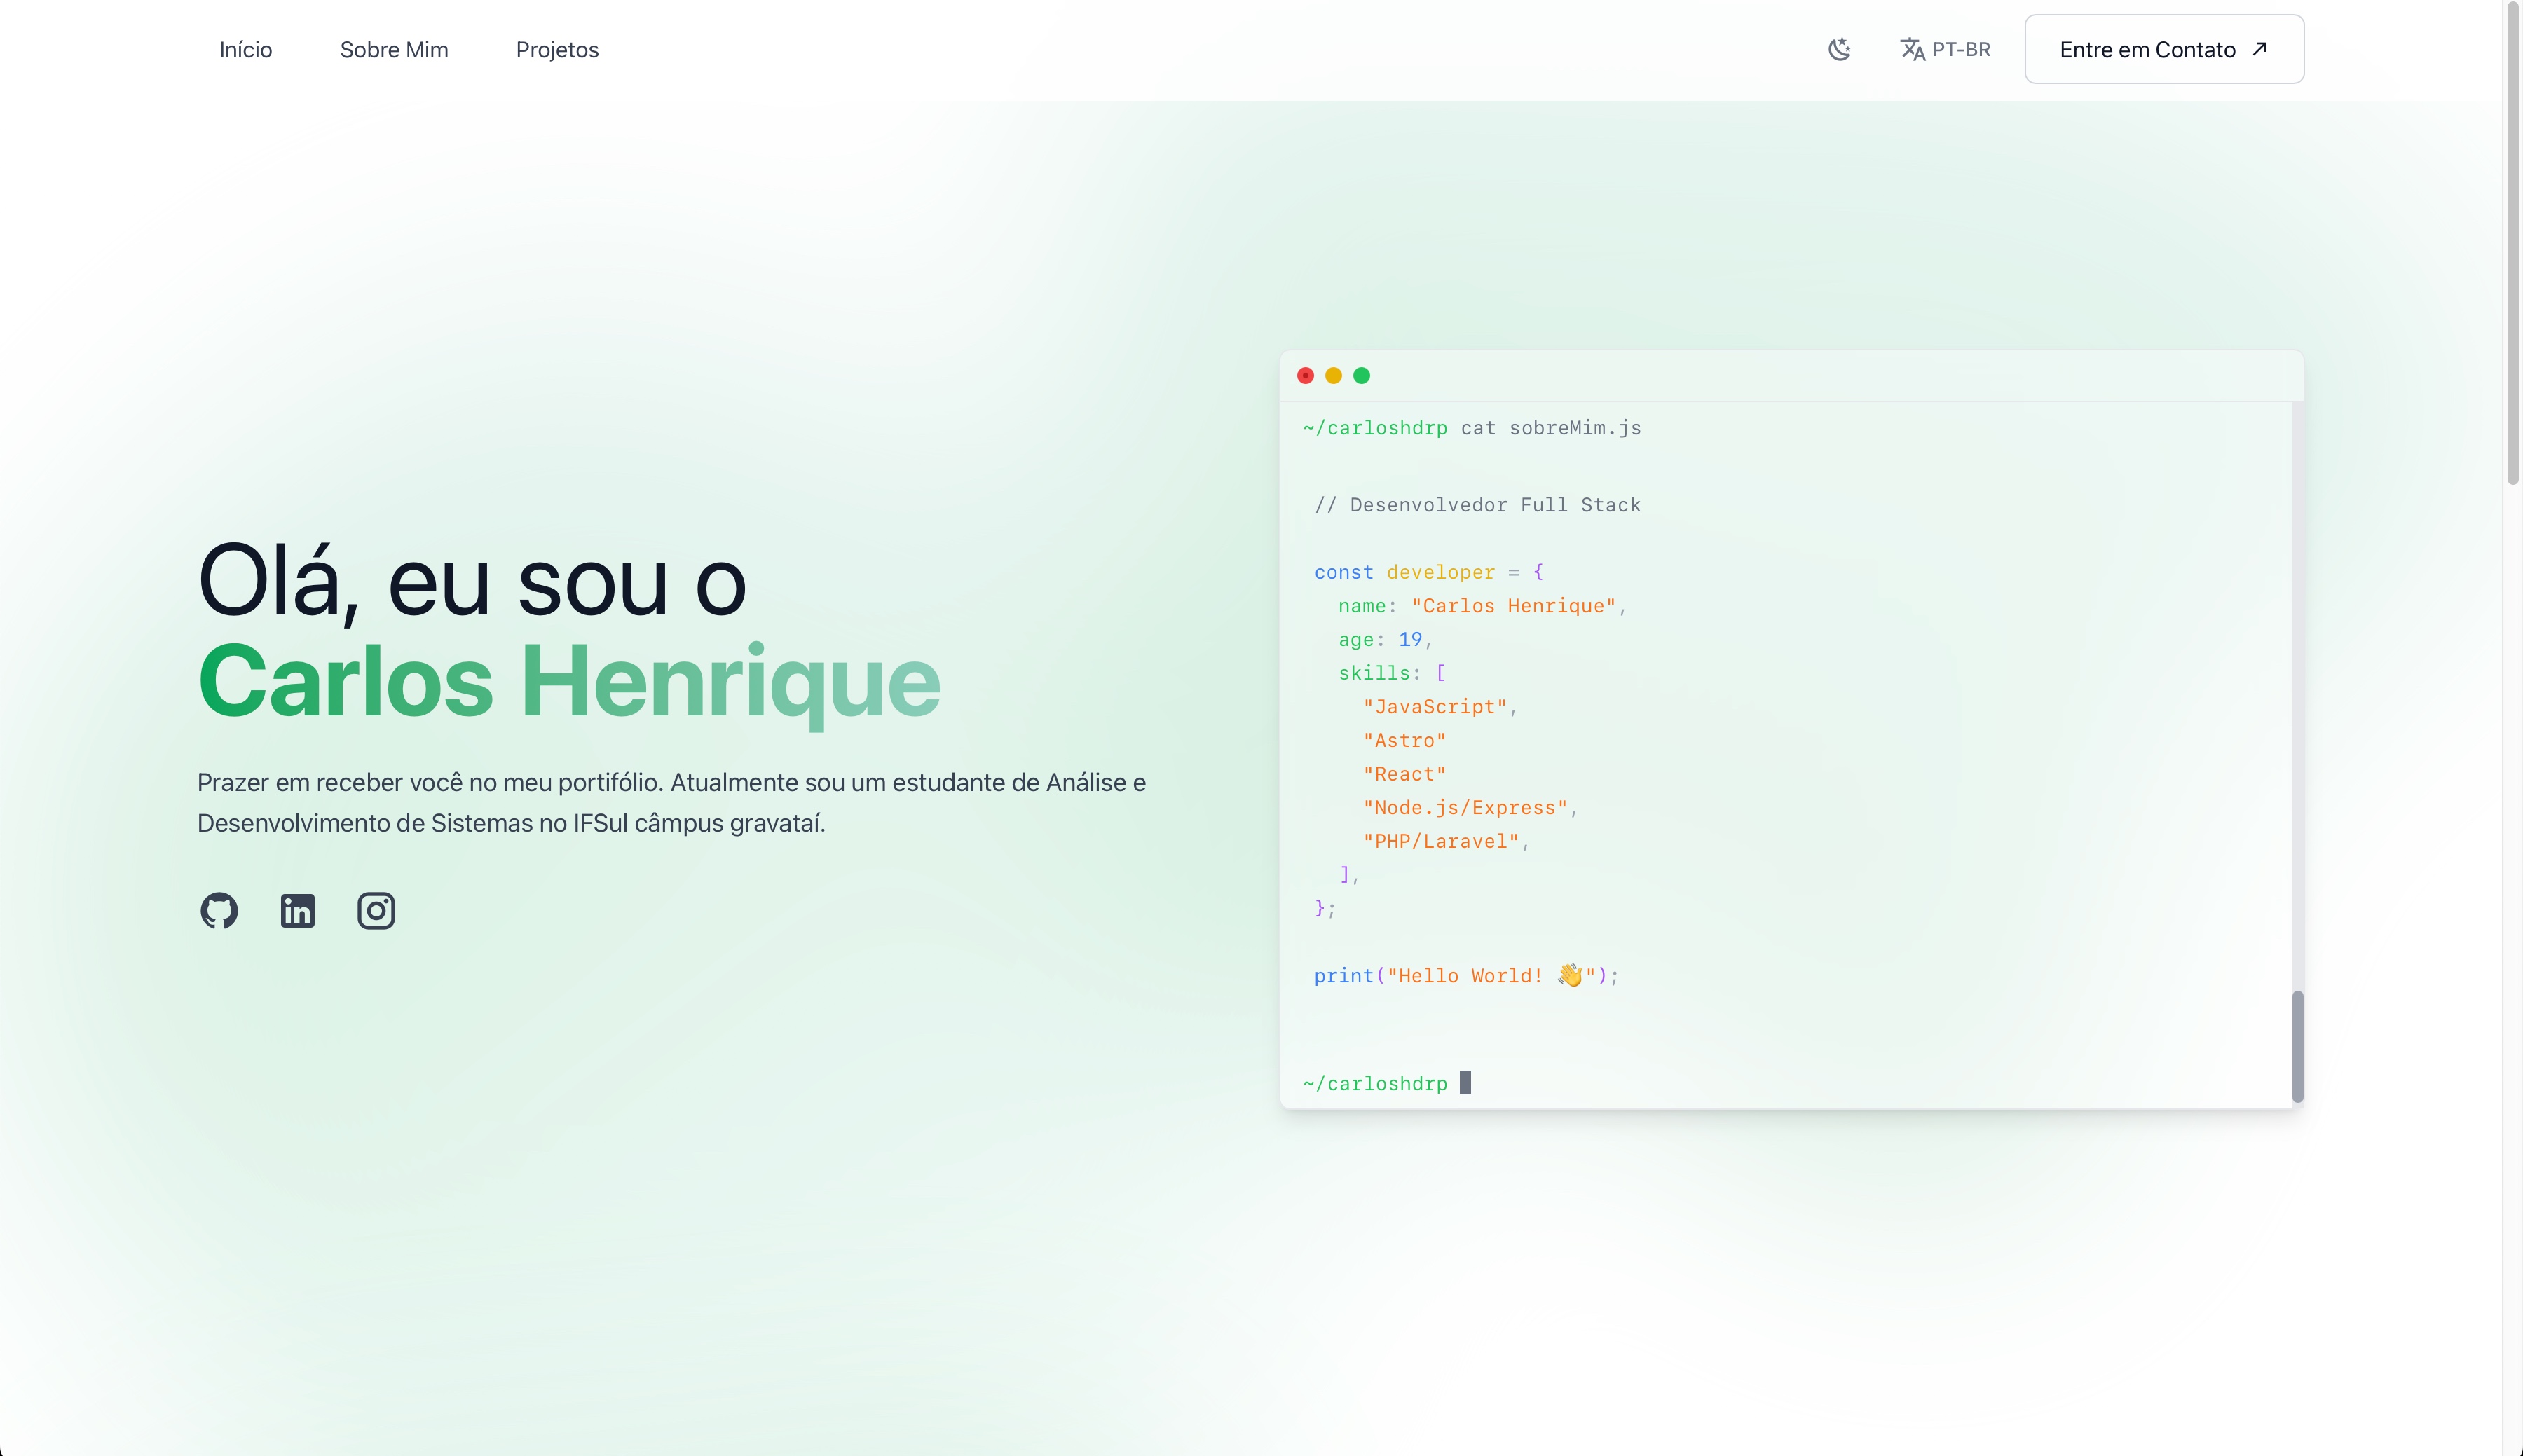 Início
Sobre Mim
Projetos
PT-BR
Entre em Contato
Olá, eu sou o
Carlos Henrique
Prazer em receber você no meu portifólio. Atualmente sou um estudante de Análise e
Desenvolvimento de Sistemas no IFSul câmpus gravataí.
~/carloshdrp cat sobreMim.js
// Desenvolvedor Full Stack
const developer = {
name: "Carlos Henrique",
age: 19,
skills: [
"JavaScript",
"Astro"
"React"
"Node.js/Express",
"PHP/Laravel",
],
};
print("Hello World! 👋");
~/carloshdrp